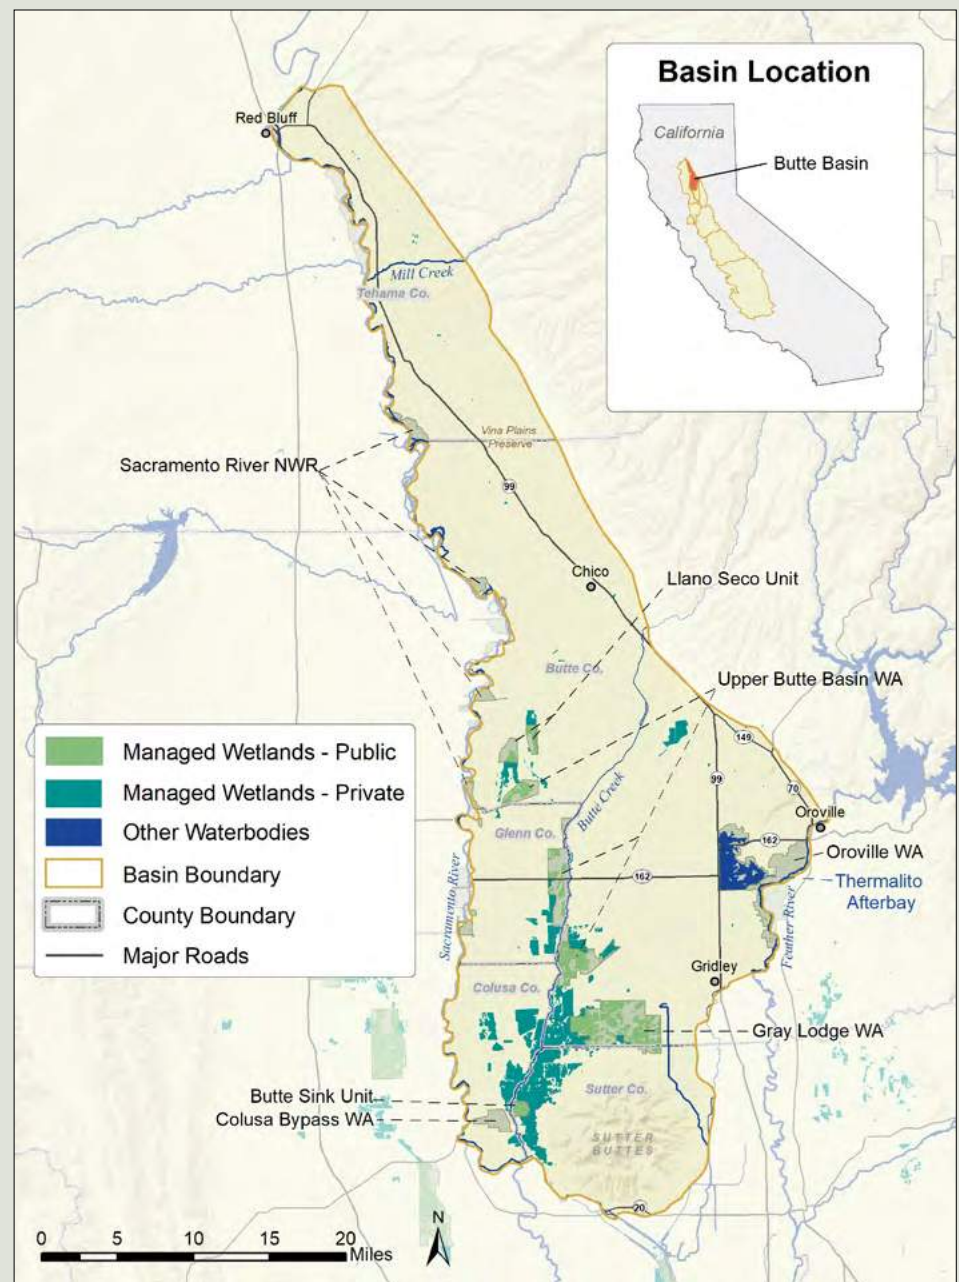 Basin Location
California
Butte Basin
Red Bluff
Mill Creek
Tehama Co.
Vina Plains
Preserve
Sacramento River NWR
99
Chico
Llano Seco Unit
Butte Co.
Upper Butte Basin WA
Managed Wetlands - Public
Managed Wetlands - Private
Other Waterbodies
Basin Boundary
County Boundary
Major Roads
149
99
70
Butte Creek
Oroville
Glenn Co.
162
Oroville WA
162
Thermalito
Afterbay
Sacramento River
Feather River
Gridley
Colusa Co.
Gray Lodge WA
Butte Sink Unit
Colusa Bypass WA
Sutter Co.
SUTTER
BUTTES
20
N
0 5 10 15 20
Miles